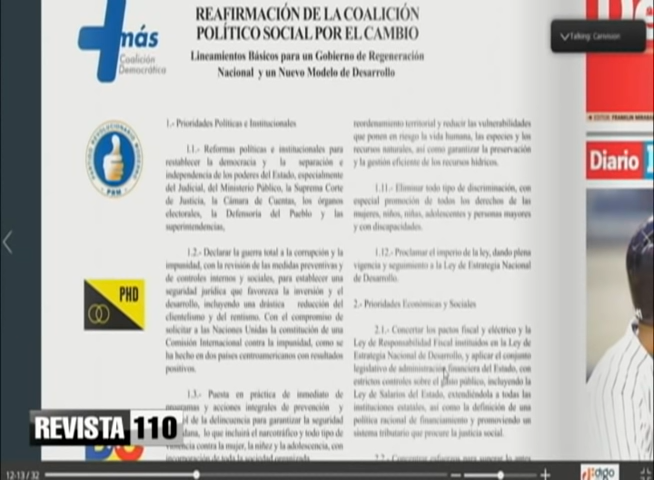 más
Coalición
Democrática
REAFIRMACIÓN DE LA COALICIÓN
POLÍTICO SOCIAL POR EL CAMBIO
Lineamientos Básicos para un Gobierno de Regeneración
Nacional y un Nuevo Modelo de Desarrollo
PRM
PHD
1.- Prioridades Políticas e Institucionales
1.1.- Reformas políticas e institucionales para
restablecer la democracia y la separación e
independencia de los poderes del Estado, especialmente
del Judicial, del Ministerio Público, la Suprema Corte
de Justicia, la Cámara de Cuentas, los órganos
electorales, la Defensoría del Pueblo y las
superintendencias.
1.2.- Declarar la guerra total a la corrupción y la
impunidad, con la revisión de las medidas preventivas y
de controles internos y sociales, para establecer una
seguridad jurídica que favorezca la inversión y el
desarrollo, incluyendo una drástica reducción del
clientelismo y del rentismo. Con el compromiso de
solicitar a las Naciones Unidas la constitución de una
Comisión Internacional contra la impunidad, como se
ha hecho en dos países centroamericanos con resultados
positivos.
1.3.- Puesta en práctica de inmediato de
y acciones integrales de prevención y
de la delincuencia para garantizar la seguridad
lo que incluirá el narcotráfico y todo tipo de
contra la mujer, la niñez y la adolescencia, con
incorporación de toda la sociedad organizada.
reordenamiento territorial y reducir las vulnerabilidades
que ponen en riesgo la vida humana, las especies y los
recursos naturales, así como garantizar la preservación
y la gestión eficiente de los recursos hídricos.
1.11.- Eliminar todo tipo de discriminación, con
especial promoción de todos los derechos de las
mujeres, niños, niñas, adolescentes y personas mayores
y con discapacidades.
1.12.- Proclamar el imperio de la ley, dando plena
vigencia y seguimiento a la Ley de Estrategia Nacional
de Desarrollo.
2.- Prioridades Económicas y Sociales
2.1.- Concertar los pactos fiscal y eléctrico y la
Ley de Responsabilidad Fiscal instituidos en la Ley de
Estrategia Nacional de Desarrollo, y aplicar el conjunto
legislativo de administración financiera del Estado, con
estrictos controles sobre el gasto público, incluyendo la
Ley de Salarios del Estado, extendiéndola a todas las
instituciones estatales, así como la definición de una
política racional de financiamiento y promoviendo un
sistema tributario que procure la justicia social.
Talking:
Diario
REVISTA 110
12-13 / 32